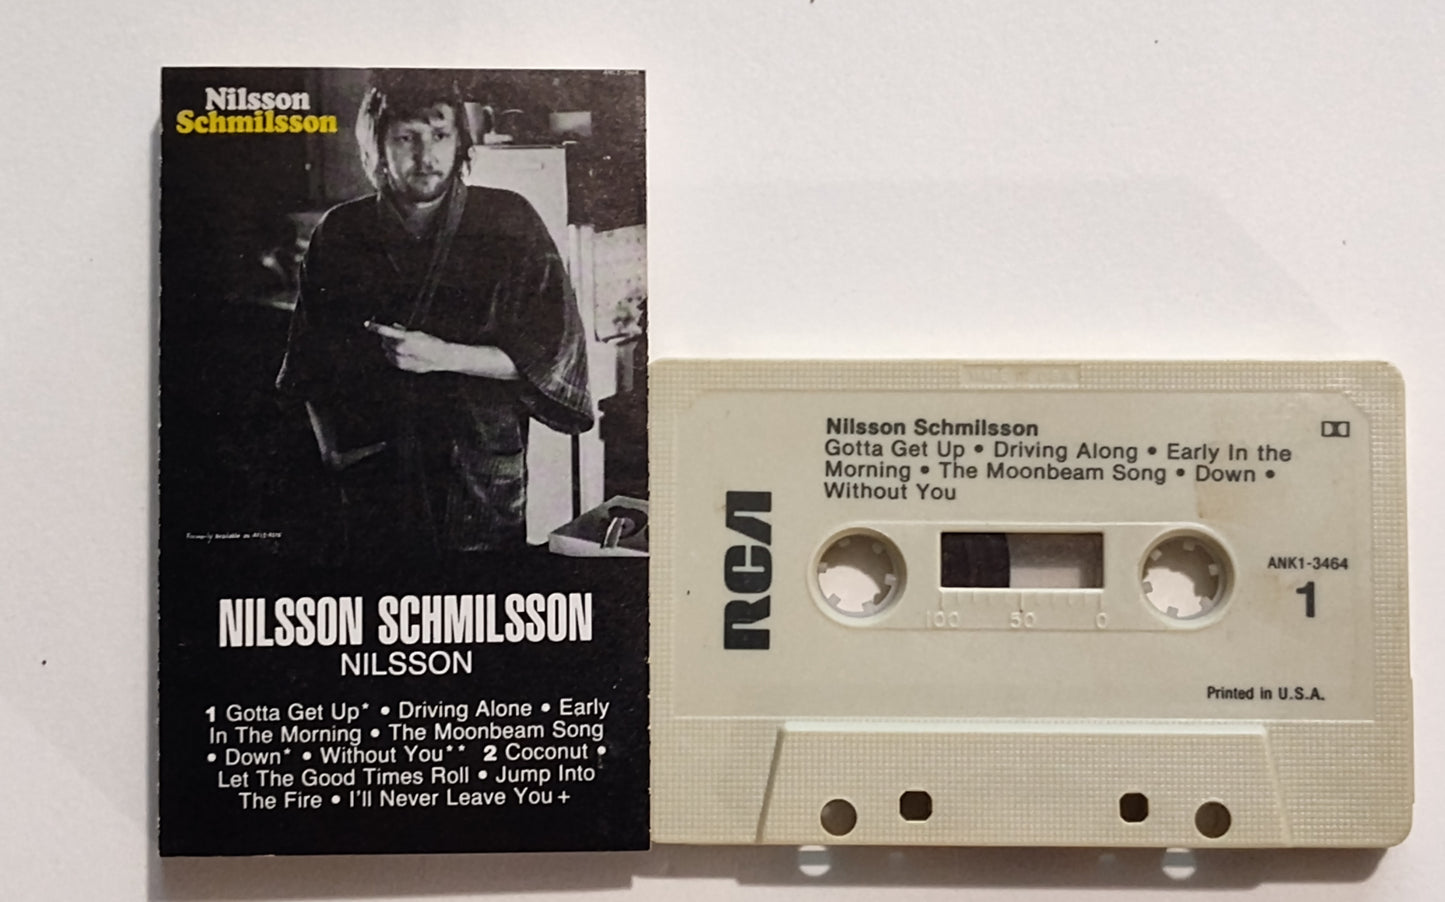 Nilsson
Schmilsson
NILSSON SCHMILSSON
NILSSON
1 Gotta Get Up* • Driving Alone • Early
In The Morning • The Moonbeam Song
• Down* • Without You** 2 Coconut •
Let The Good Times Roll • Jump Into
The Fire • I'll Never Leave You+
Nilsson Schmilsson
Gotta Get Up • Driving Along • Early In the
Morning • The Moonbeam Song • Down •
Without You
RCA
ANK1-3464
1
100 50 0
Printed in U.S.A.